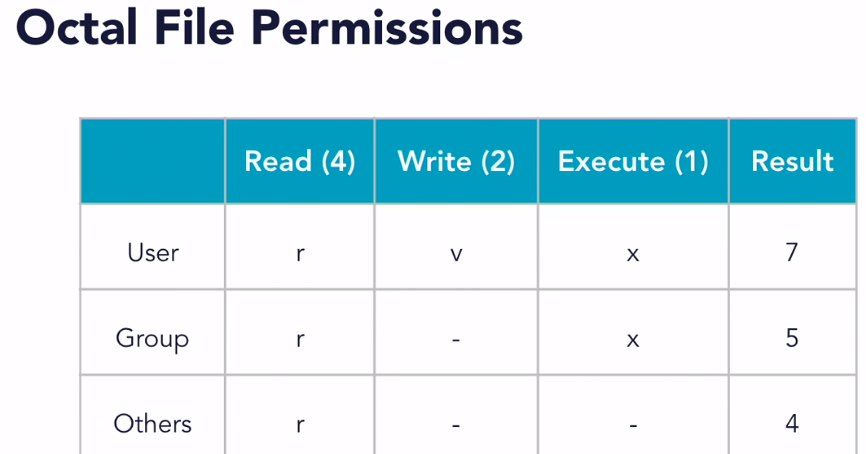 Octal File Permissions
Read (4) Write (2) Execute (1) Result
User r v x 7
Group r - x 5
Others r - - 4